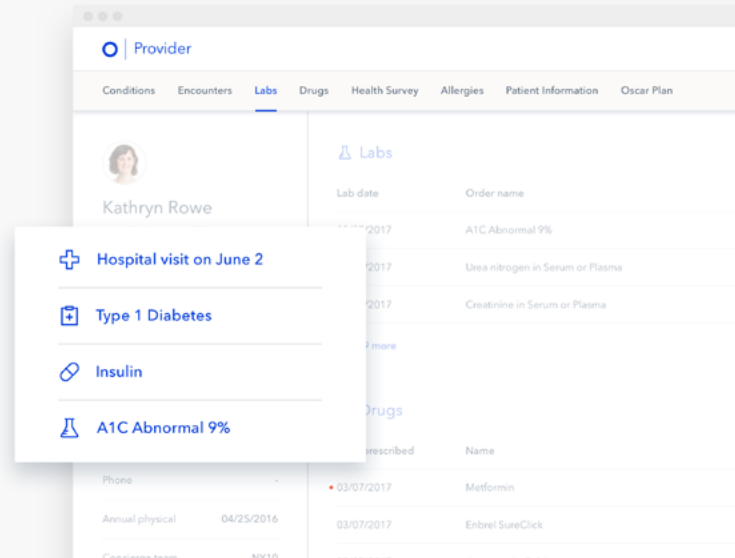 Provider
Conditions Encounters Labs Drugs Health Survey Allergies Patient Information Oscar Plan
Kathryn Rowe
Hospital visit on June 2
Type 1 Diabetes
Insulin
A1C Abnormal 9%
Phone -
Annual physical 04/25/2016
Concierge team NY10
Labs
Lab date Order name
A1C Abnormal 9%
2017 Urea nitrogen in Serum or Plasma
2017 Creatinine in Serum or Plasma
more
Drugs
prescribed Name
03/07/2017 Metformin
03/07/2017 Enbrel SureClick